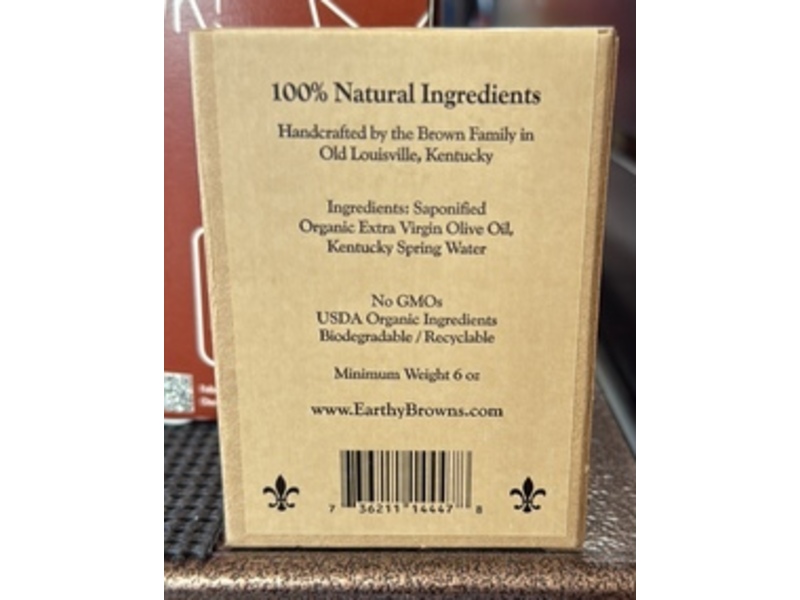 100% Natural Ingredients
Handcrafted by the Brown Family in
Old Louisville, Kentucky
Ingredients: Saponified
Organic Extra Virgin Olive Oil,
Kentucky Spring Water
No GMOs
USDA Organic Ingredients
Biodegradable / Recyclable
Minimum Weight 6 oz
www.EarthyBrowns.com
7 36211 14447 8